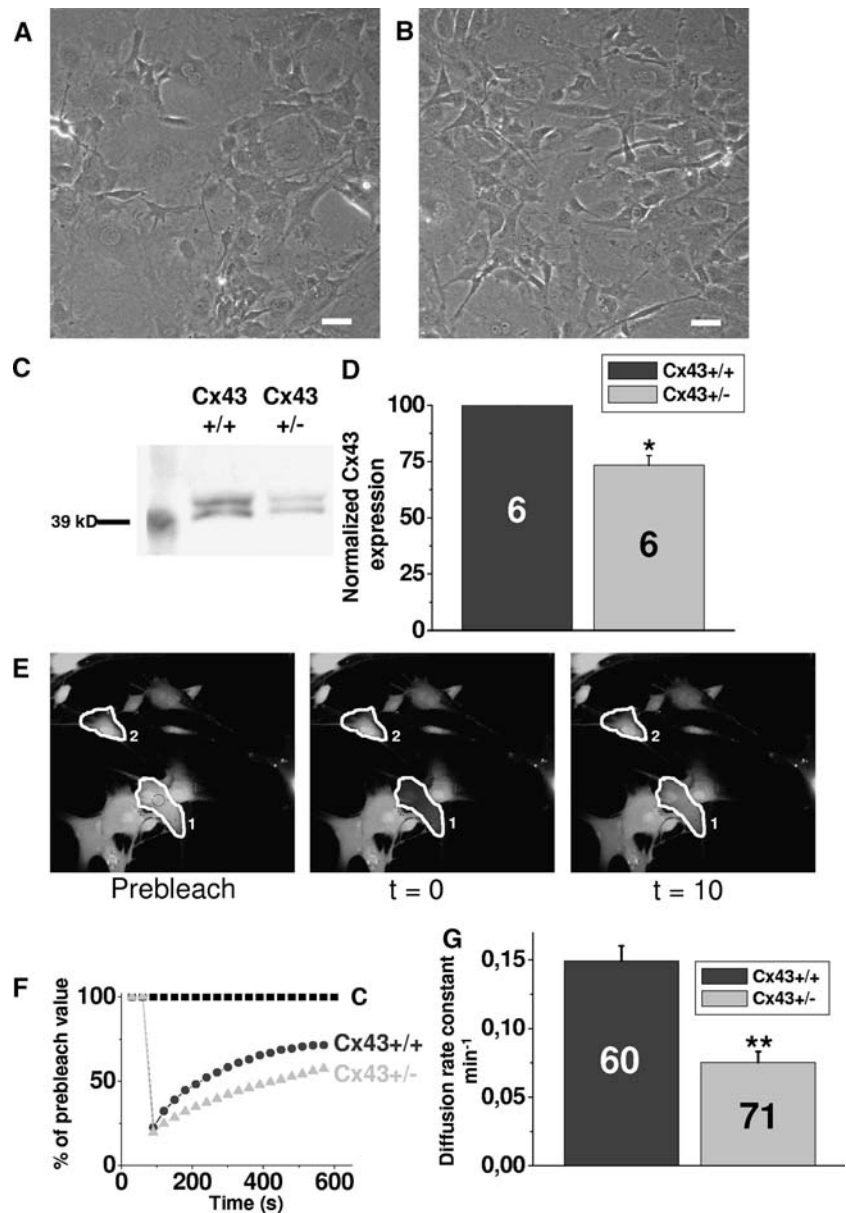 A
B
C
Cx43 Cx43
+/+ +/-
39 kD
D
Cx43+/+
Cx43+/-
Normalized Cx43
expression
100
75
50
25
0
6
*
6
E
2
1
Prebleach
2
1
t = 0
2
1
t = 10
F
% of prebleach value
100
50
0
C
Cx43+/+
Cx43+/-
200 400 600
Time (s)
G
Diffusion rate constant
min-1
0,15
0,10
0,05
0,00
60
**
71
Cx43+/+
Cx43+/-